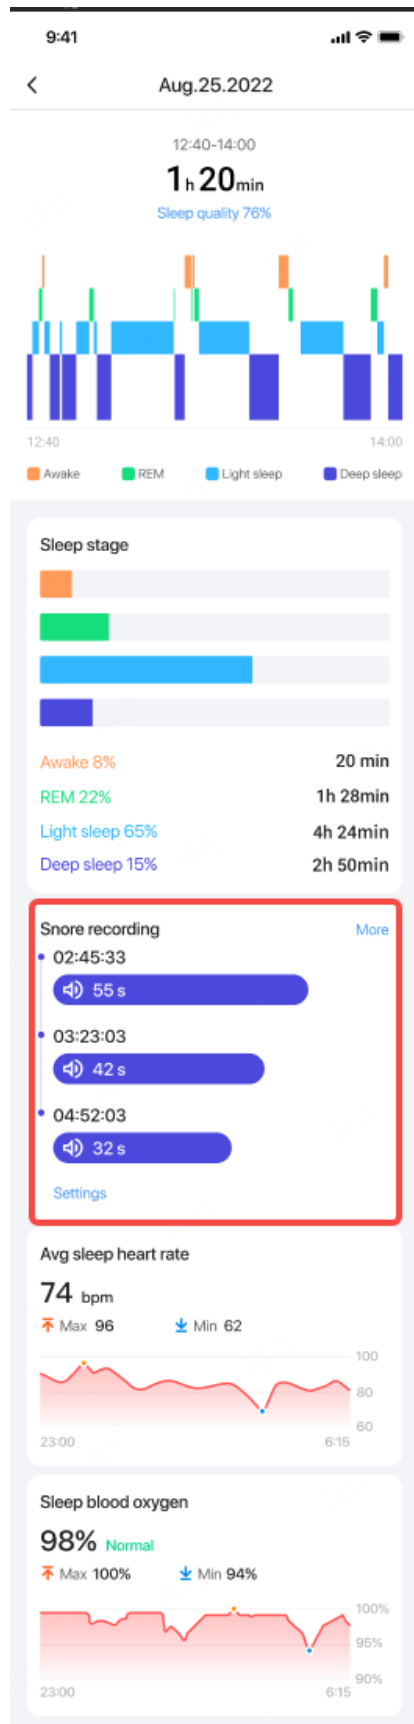 9:41
Aug.25.2022
12:40-14:00
1h20min
Sleep quality 76%
12:40 14:00
Awake REM Light sleep Deep sleep
Sleep stage
Awake 8% 20 min
REM 22% 1h 28min
Light sleep 65% 4h 24min
Deep sleep 15% 2h 50min
Snore recording More
02:45:33
55 s
03:23:03
42 s
04:52:03
32 s
Settings
Avg sleep heart rate
74 bpm
Max 96 Min 62
100
80
60
23:00 6:15
Sleep blood oxygen
98% Normal
Max 100% Min 94%
100%
95%
90%
23:00 6:15